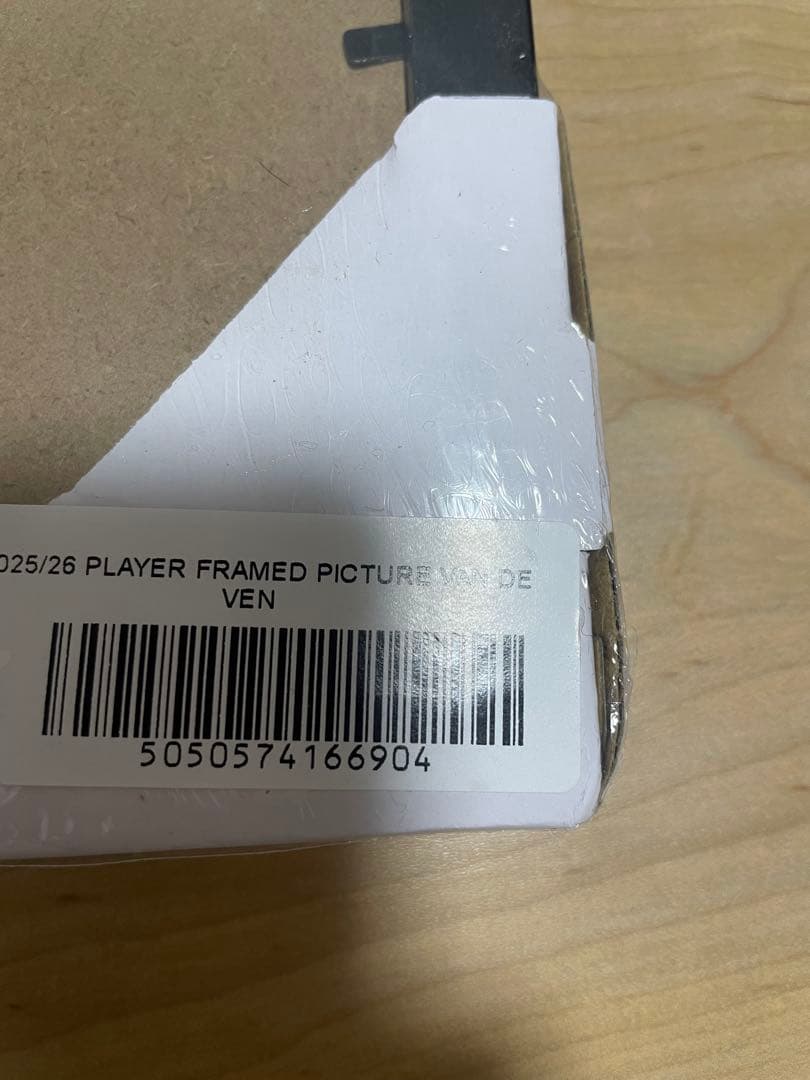 025/26 PLAYER FRAMED PICTURE VAN DE
VEN
5050574166904